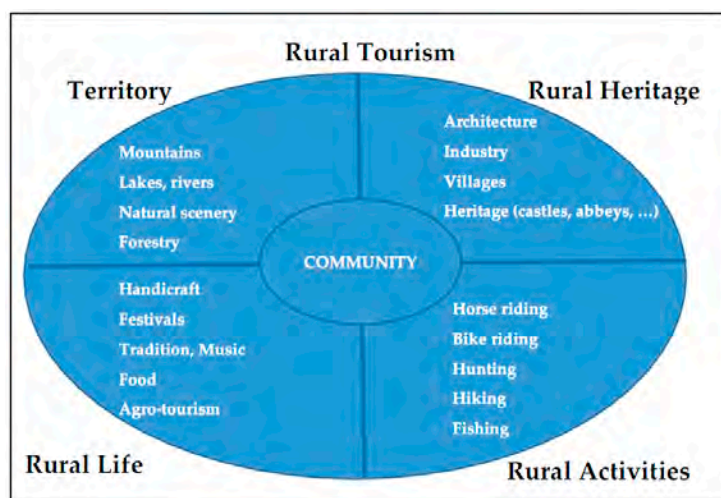 Rural Tourism
Territory
Rural Heritage
Mountains
Lakes, rivers
Natural scenery
Forestry
Architecture
Industry
Villages
Heritage (castles, abbeys, ...)
COMMUNITY
Handicraft
Festivals
Tradition, Music
Food
Agro-tourism
Horse riding
Bike riding
Hunting
Hiking
Fishing
Rural Life
Rural Activities